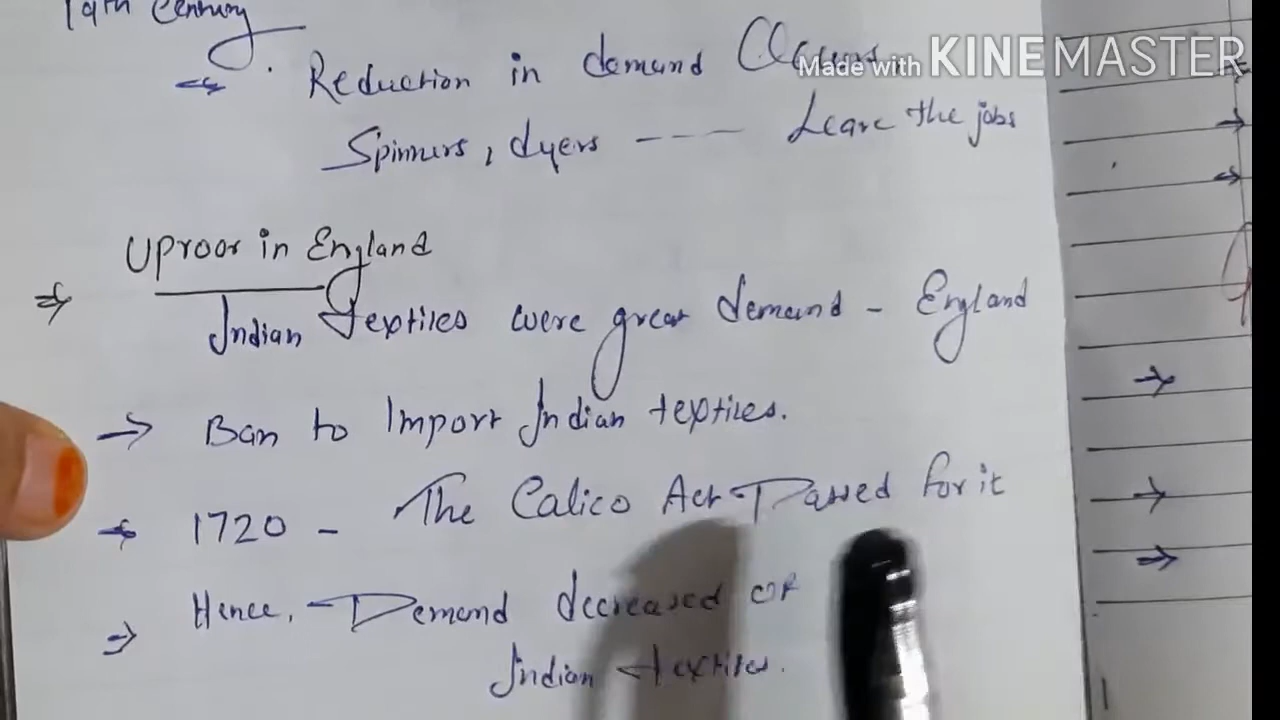 19th Century
Reduction in demand
Made with KINEMASTER
Spinners, dyers ---- Leave the jobs
Uproor in England
Indian textiles were great demand - England
Ban to Import Indian textiles.
1720 - The Calico Act Passed for it
Hence, Demand decreased of
Indian textiles.